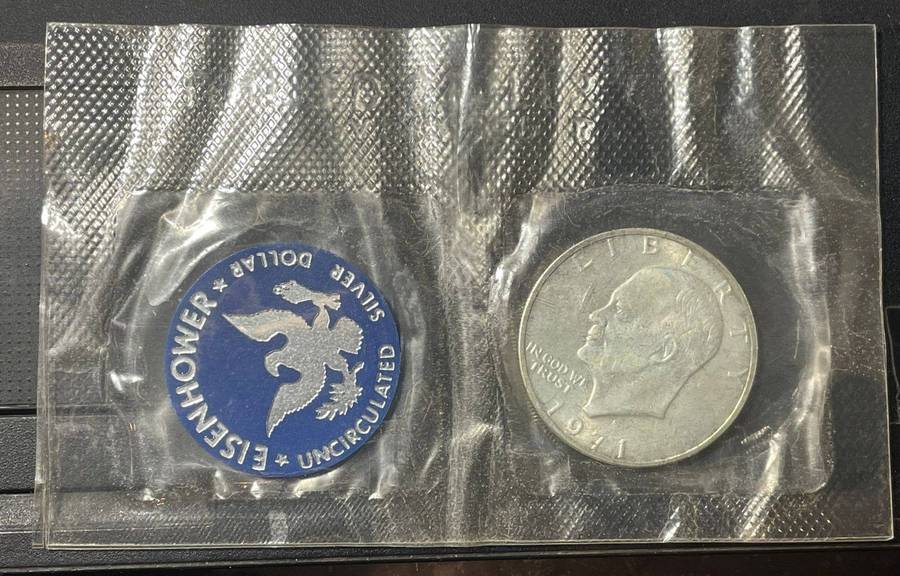 EISENHOWER ★ DOLLAR
SILVER
UNCIRCULATED ★
LIBERTY
IN GOD WE
TRUST
1971